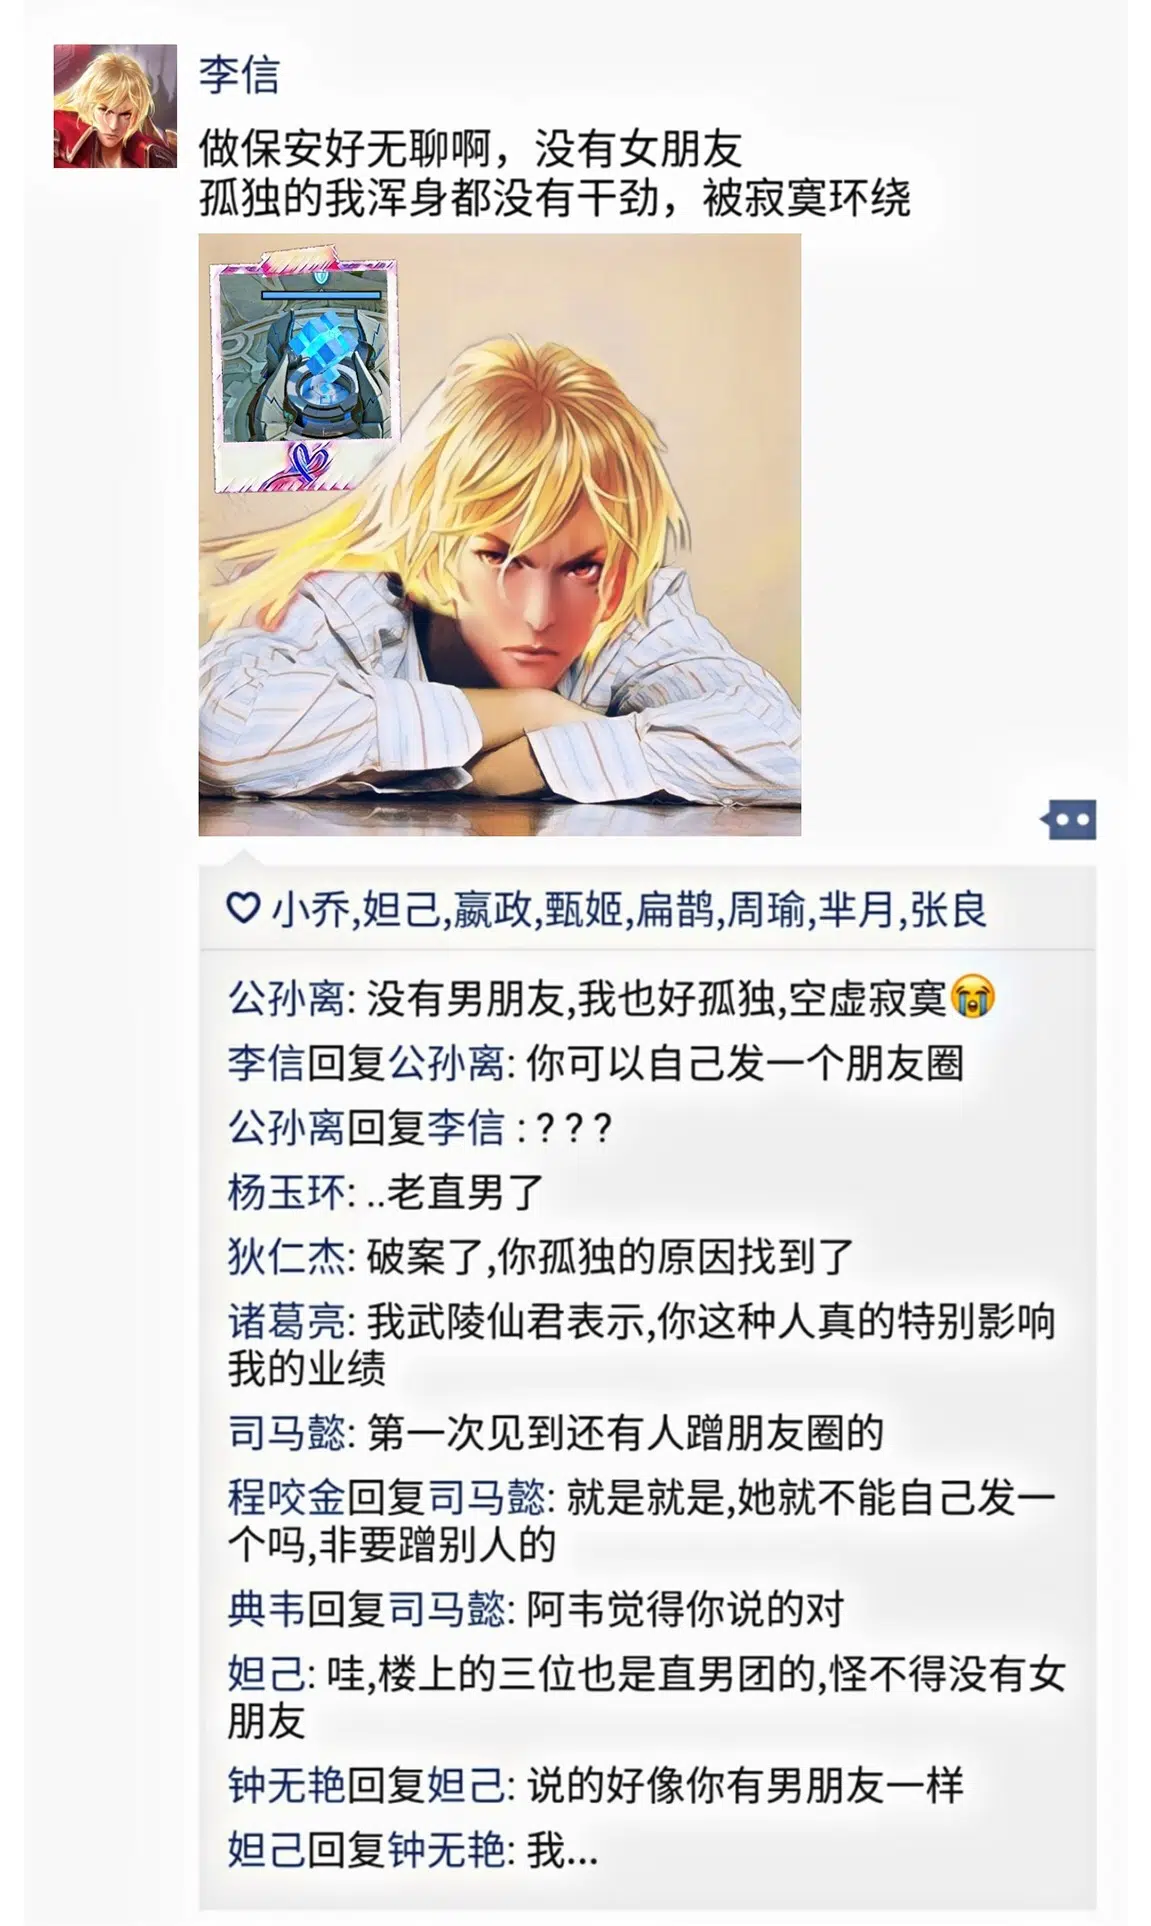 李信
做保安好无聊啊，没有女朋友
孤独的我浑身都没有干劲，被寂寞环绕
小乔,妲己,嬴政,甄姬,扁鹊,周瑜,芈月,张良
公孙离: 没有男朋友,我也好孤独,空虚寂寞😭
李信回复公孙离: 你可以自己发一个朋友圈
公孙离回复李信 : ? ? ?
杨玉环: ..老直男了
狄仁杰: 破案了,你孤独的原因找到了
诸葛亮: 我武陵仙君表示,你这种人真的特别影响
我的业绩
司马懿: 第一次见到还有人蹭朋友圈的
程咬金回复司马懿: 就是就是,她就不能自己发一
个吗,非要蹭别人的
典韦回复司马懿: 阿韦觉得你说的对
妲己: 哇,楼上的三位也是直男团的,怪不得没有女
朋友
钟无艳回复妲己: 说的好像你有男朋友一样
妲己回复钟无艳: 我...